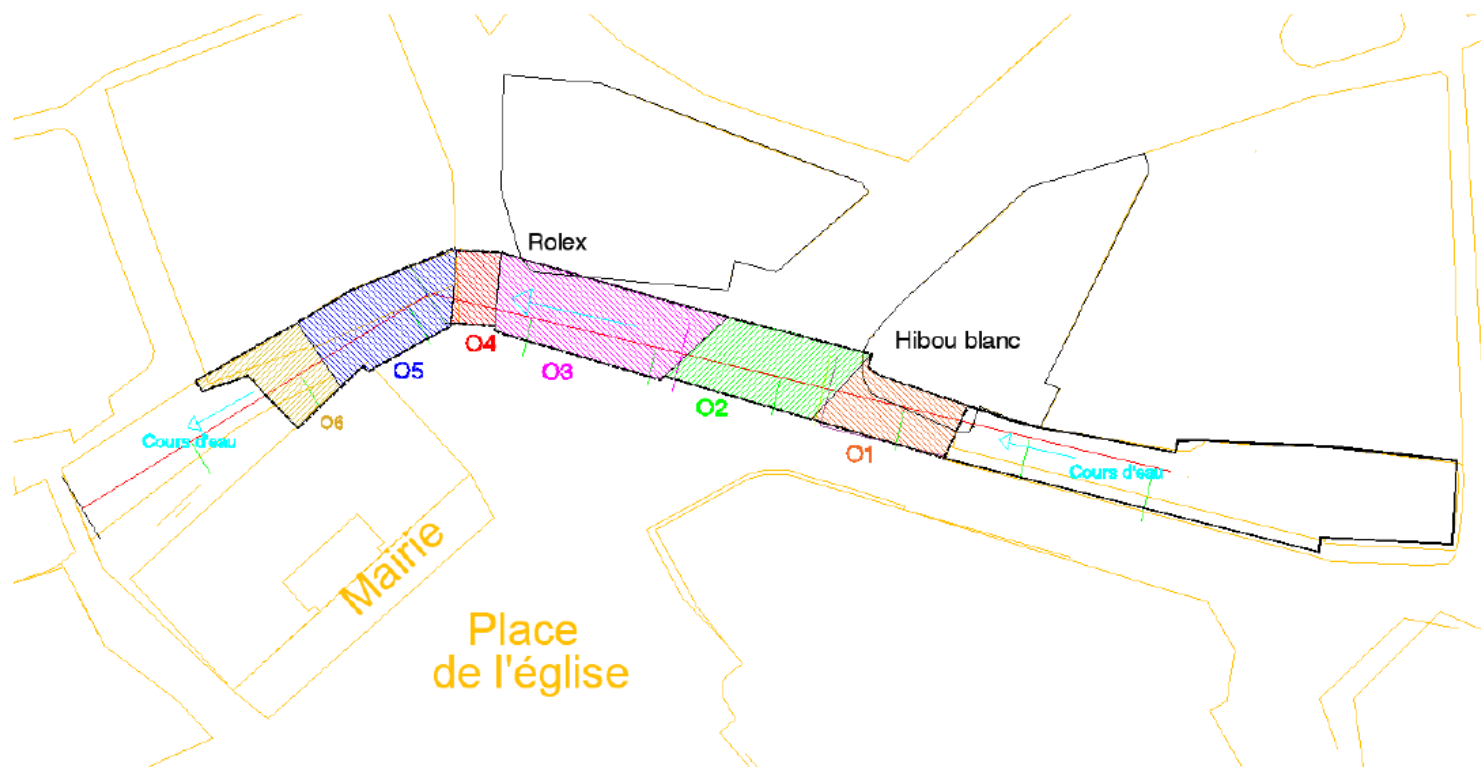 Rolex
Hibou blanc
O4
O5
O3
O2
O6
Cours d'eau
O1
Cours d'eau
Mairie
Place
de l'église